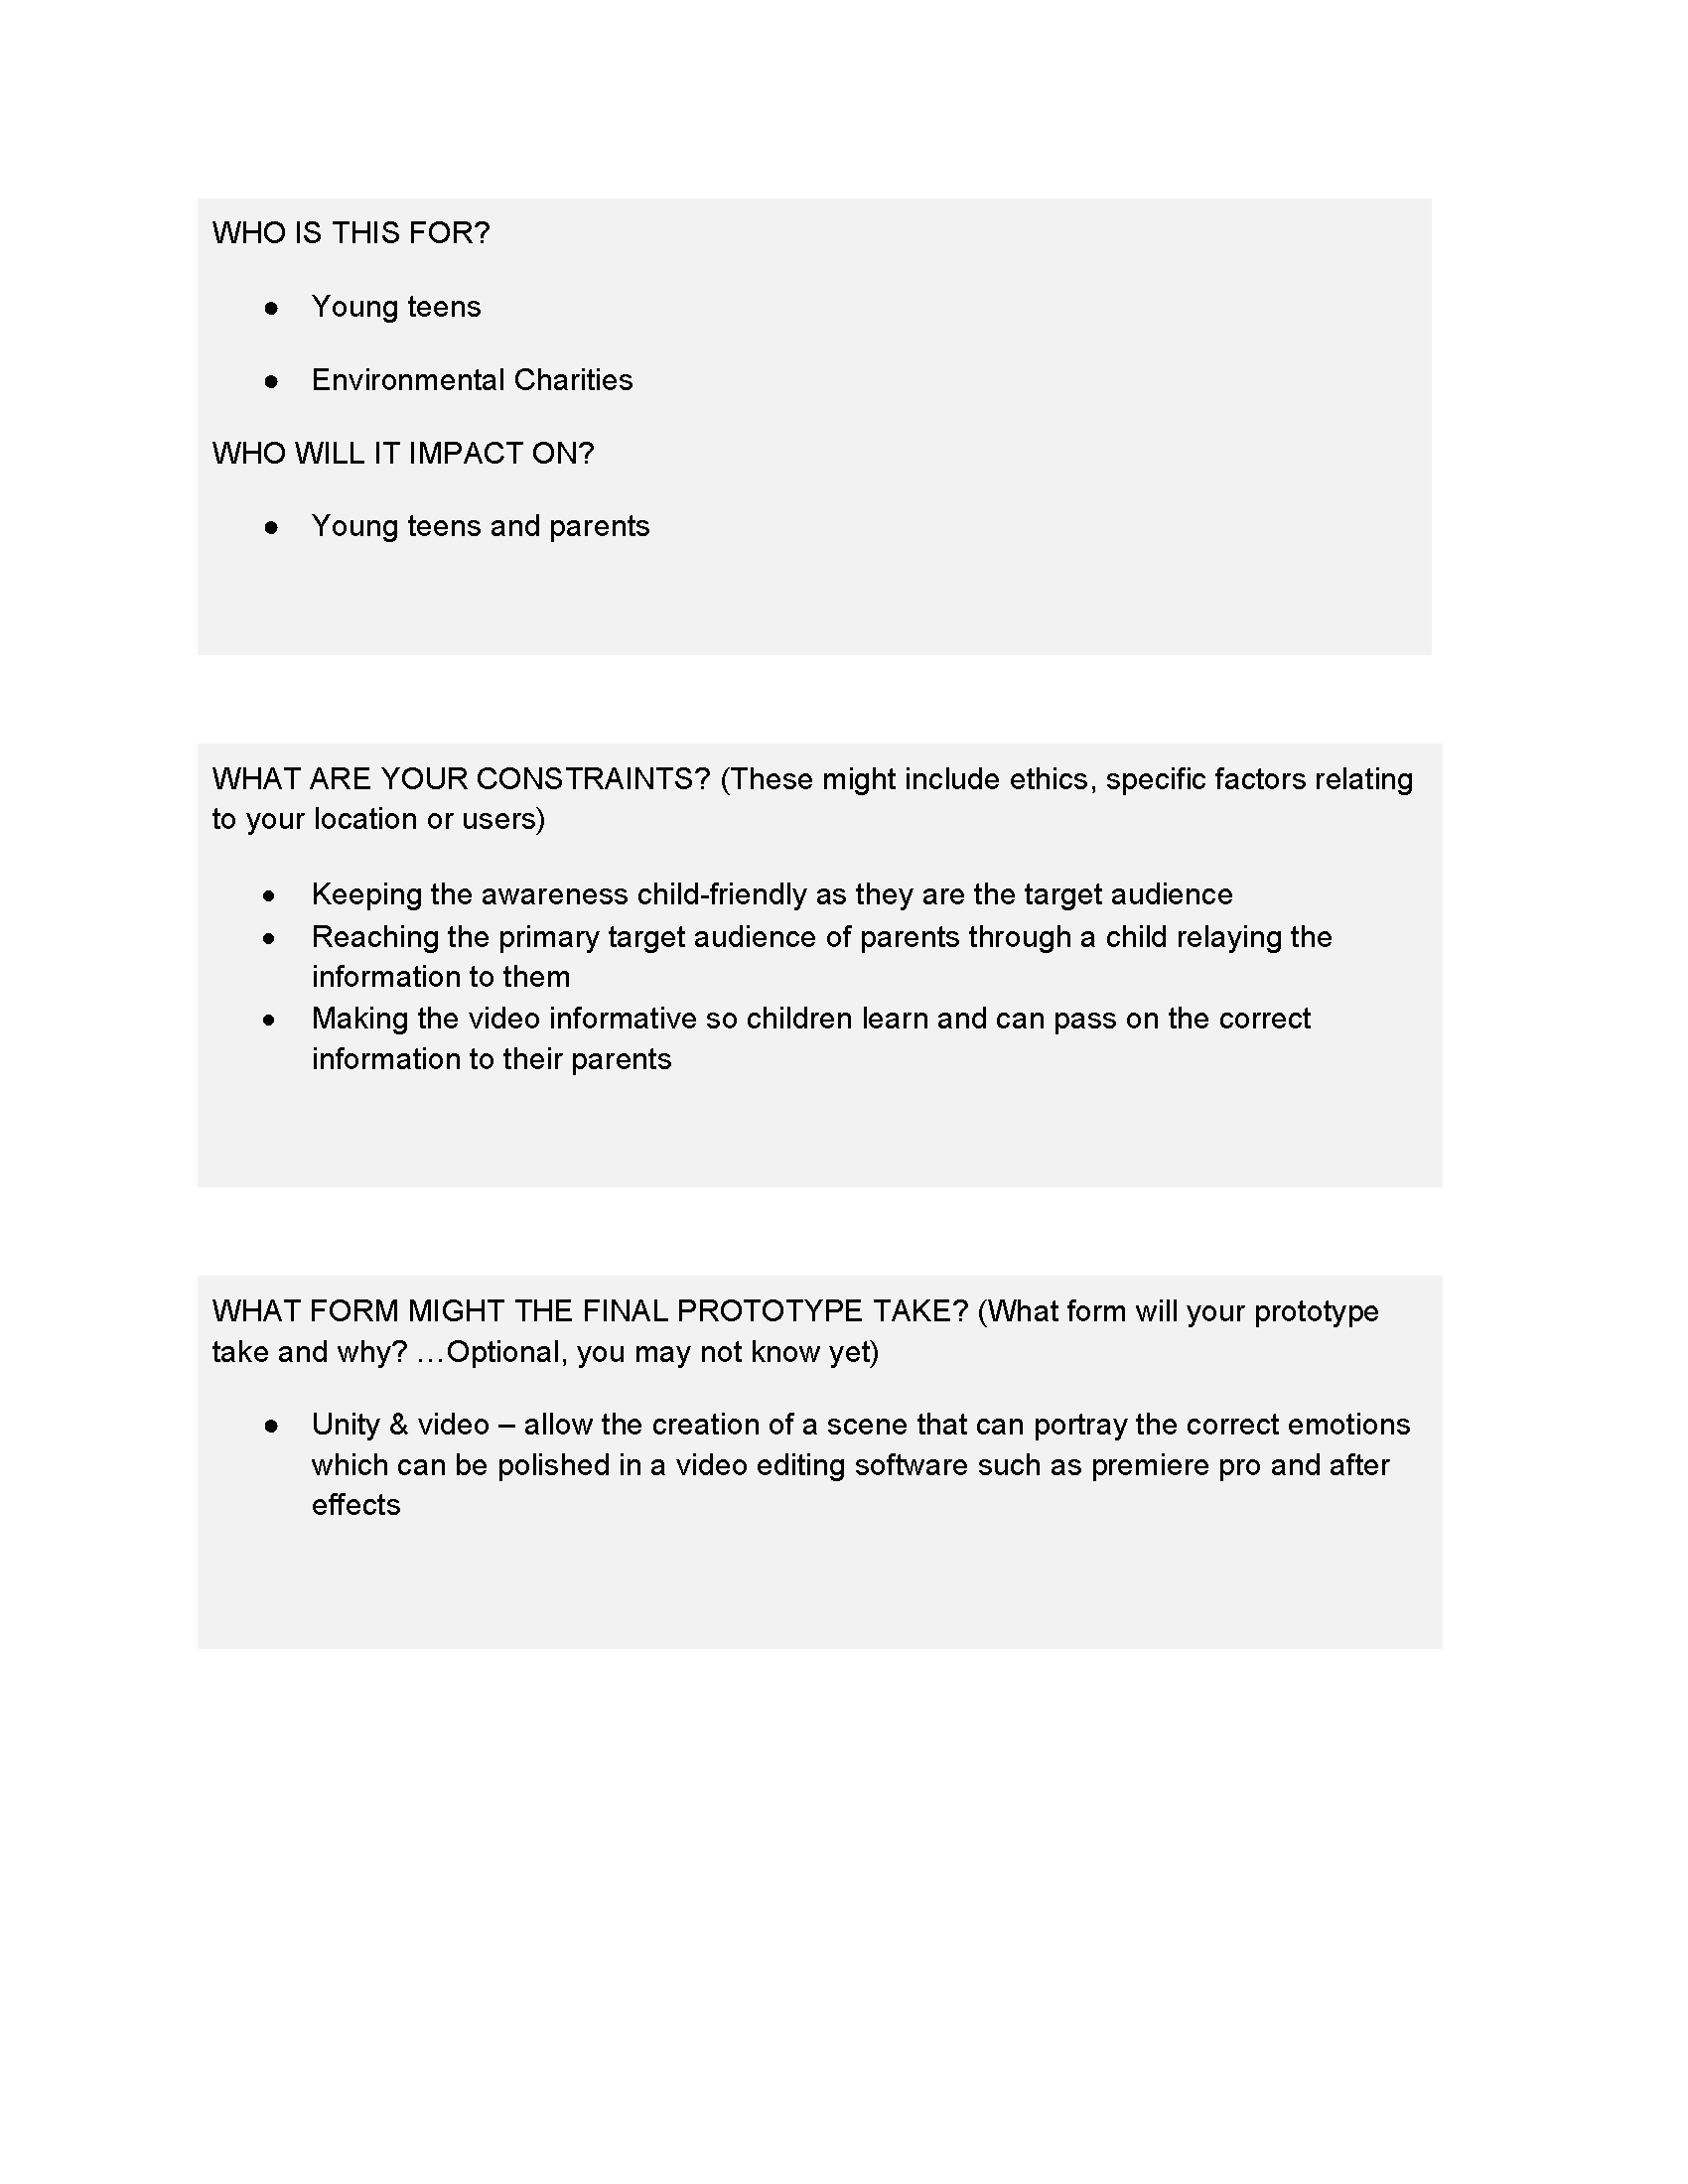 WHO IS THIS FOR?
● Young teens
● Environmental Charities
WHO WILL IT IMPACT ON?
● Young teens and parents
WHAT ARE YOUR CONSTRAINTS? (These might include ethics, specific factors relating
to your location or users)
● Keeping the awareness child-friendly as they are the target audience
● Reaching the primary target audience of parents through a child relaying the
information to them
● Making the video informative so children learn and can pass on the correct
information to their parents
WHAT FORM MIGHT THE FINAL PROTOTYPE TAKE? (What form will your prototype
take and why? …Optional, you may not know yet)
● Unity & video – allow the creation of a scene that can portray the correct emotions
which can be polished in a video editing software such as premiere pro and after
effects